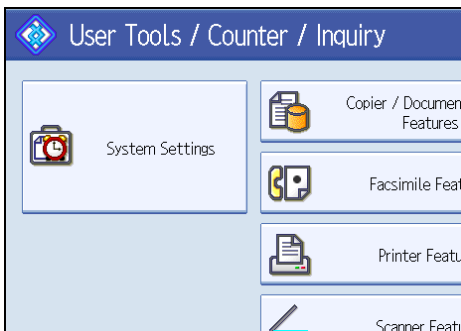 User Tools / Counter / Inquiry
System Settings
Copier / Documen
Features
Facsimile Feat
Printer Featu
Scanner Featu